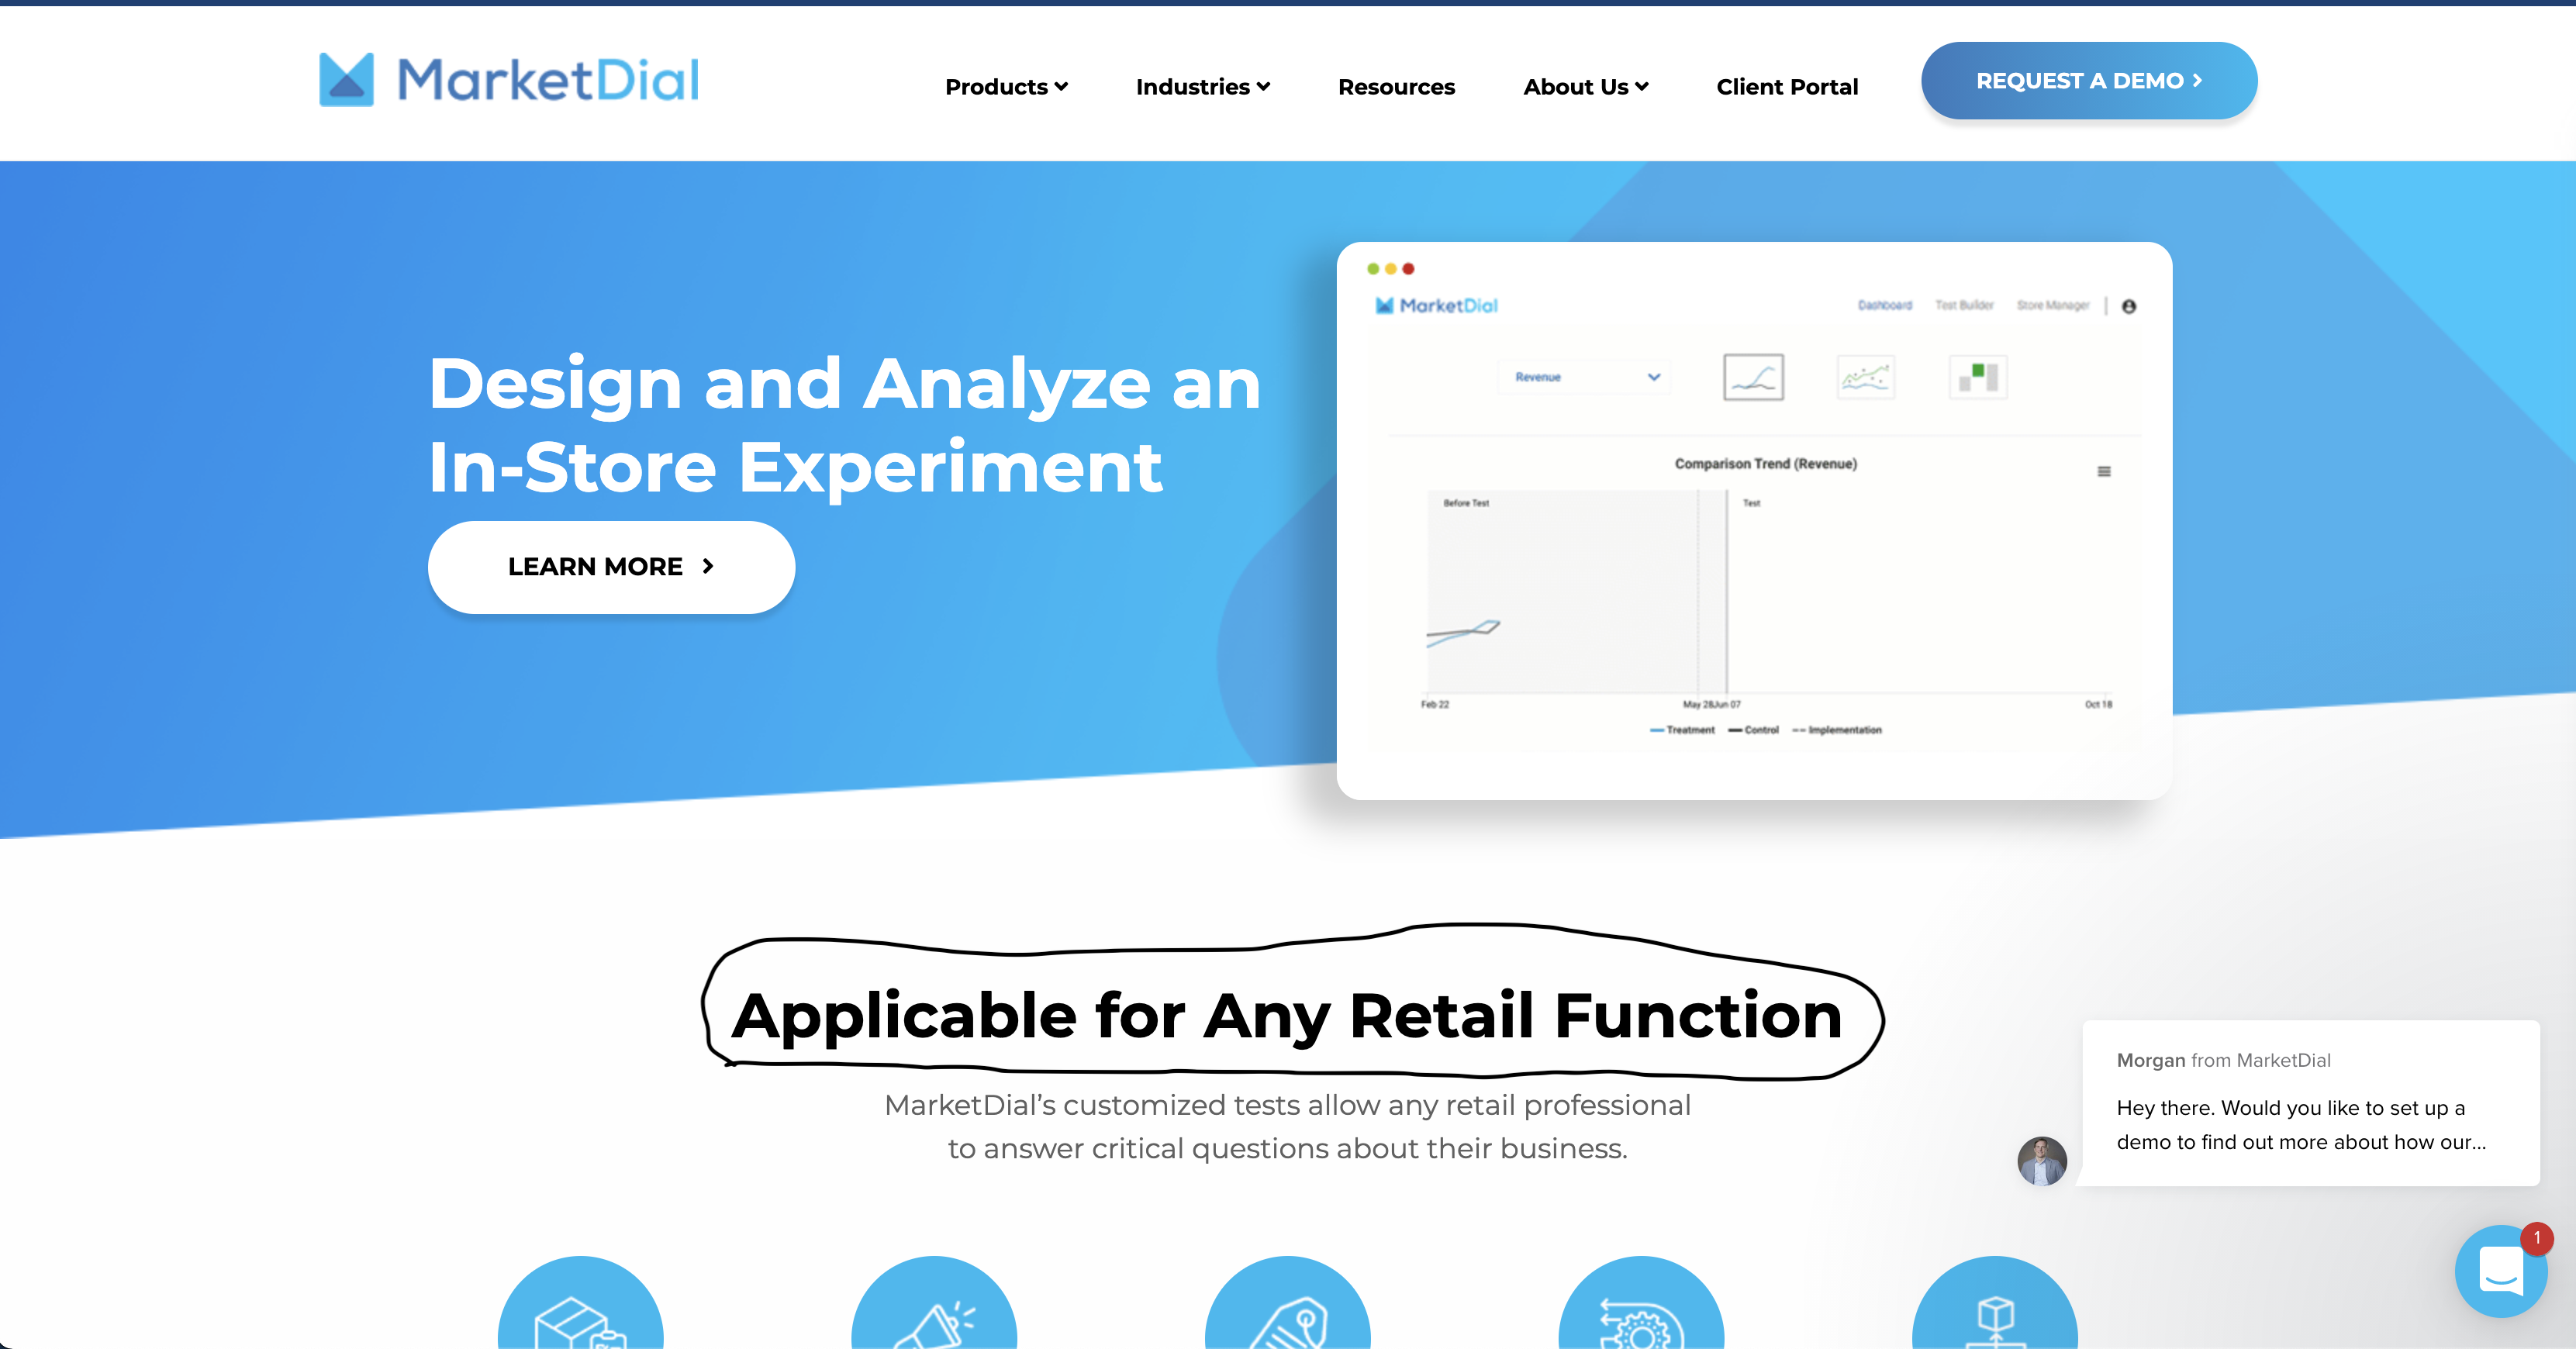 MarketDial
Products
Industries
Resources
About Us
Client Portal
REQUEST A DEMO
Design and Analyze an
In-Store Experiment
LEARN MORE
MarketDial
Dashboard
Test Builder
Store Manager
Revenue
Comparison Trend (Revenue)
Before Test
Test
Feb 22
May 28
Jun 07
Oct 18
Treatment
Control
Implementation
Applicable for Any Retail Function
MarketDial’s customized tests allow any retail professional
to answer critical questions about their business.
Morgan from MarketDial
Hey there. Would you like to set up a
demo to find out more about how our...
1